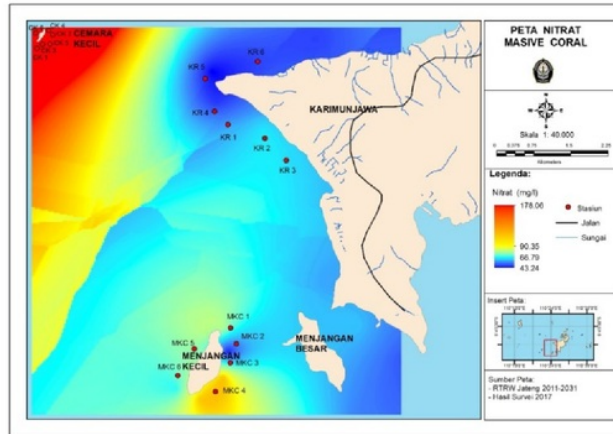 PETA NITRAT
MASIVE CORAL
Skala 1: 40.000
Kilometers
Legenda:
Nitrat (mg/l)
178.06
90.35
66.79
43.24
Stasiun
Jalan
Sungai
Insert Peta:
Sumber Peta:
- RTRW Jateng 2011-2031
- Hasil Survei 2017
CEMARA
KECIL
KR 6
KR 5
KARIMUNJAWA
KR 4
KR 1
KR 2
KR 3
MKC 1
MKC 2
MKC 5
MENJANGAN
KECIL
MKC 3
MENJANGAN
BESAR
MKC 6
MKC 4